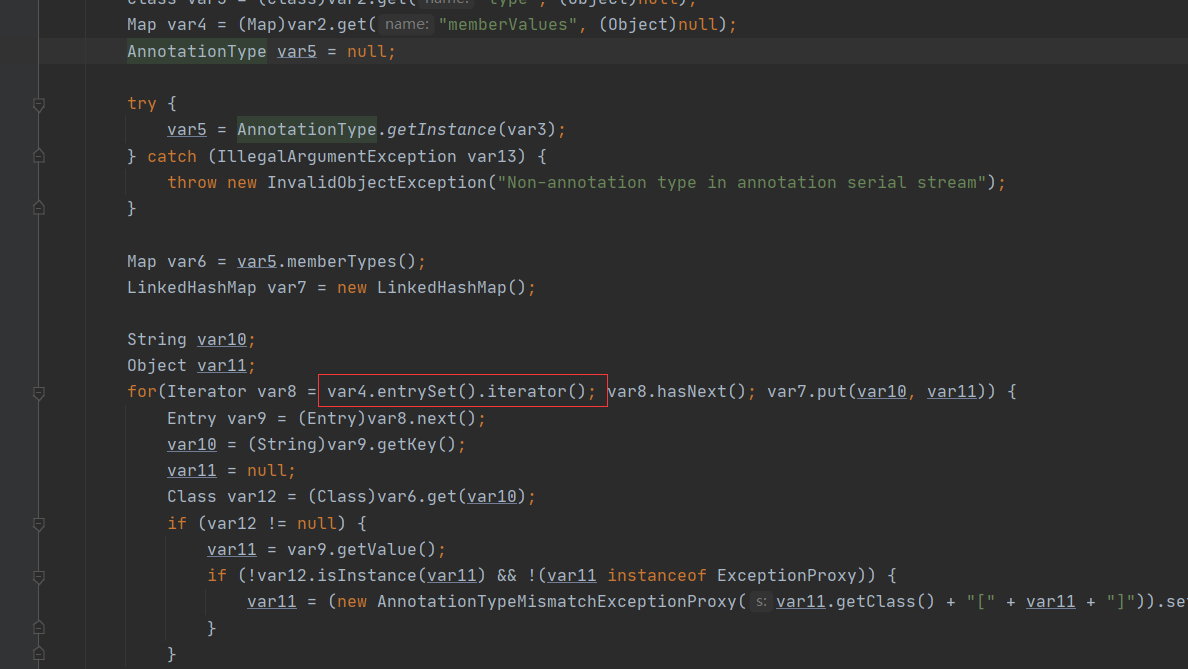 Class var3 = (Class)var2.get( name: "type", (Object)null);
Map var4 = (Map)var2.get( name: "memberValues", (Object)null);
AnnotationType var5 = null;
try {
var5 = AnnotationType.getInstance(var3);
} catch (IllegalArgumentException var13) {
throw new InvalidObjectException("Non-annotation type in annotation serial stream");
}
Map var6 = var5.memberTypes();
LinkedHashMap var7 = new LinkedHashMap();
String var10;
Object var11;
for(Iterator var8 = var4.entrySet().iterator(); var8.hasNext(); var7.put(var10, var11)) {
Entry var9 = (Entry)var8.next();
var10 = (String)var9.getKey();
var11 = null;
Class var12 = (Class)var6.get(var10);
if (var12 != null) {
var11 = var9.getValue();
if (!var12.isInstance(var11) && !(var11 instanceof ExceptionProxy)) {
var11 = (new AnnotationTypeMismatchExceptionProxy( s: var11.getClass() + "[" + var11 + "]")).se
}
}